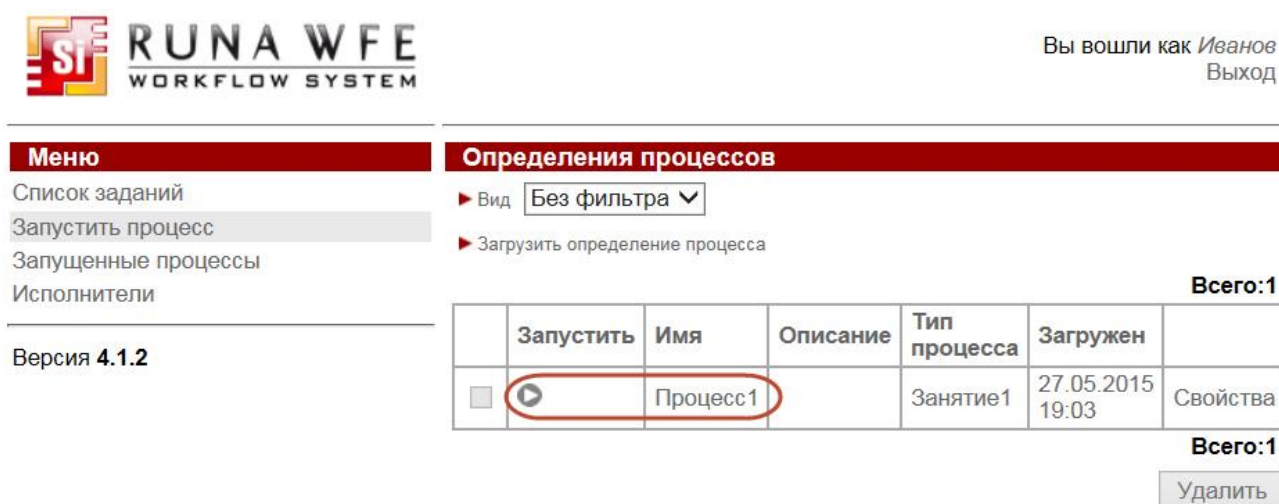 Si
RUNA WFE
WORKFLOW SYSTEM
Вы вошли как Иванов
Выход
Меню
Список заданий
Запустить процесс
Запущенные процессы
Исполнители
Версия 4.1.2
Определения процессов
Вид Без фильтра
Загрузить определение процесса
Всего:1
Запустить Имя Описание Тип процесса Загружен
Процесс1 Занятие1 27.05.2015 19:03 Свойства
Всего:1
Удалить